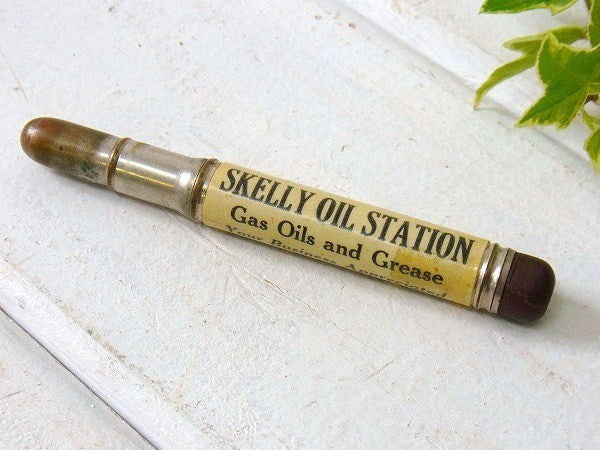 SKELLY OIL STATION
Gas Oils and Grease
Your Business Appreciated